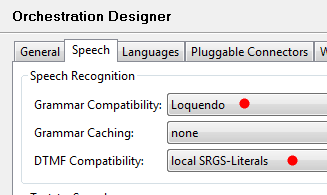 Orchestration Designer
General Speech Languages Pluggable Connectors
Speech Recognition
Grammar Compatibility: Loquendo
Grammar Caching: none
DTMF Compatibility: local SRGS-Literals